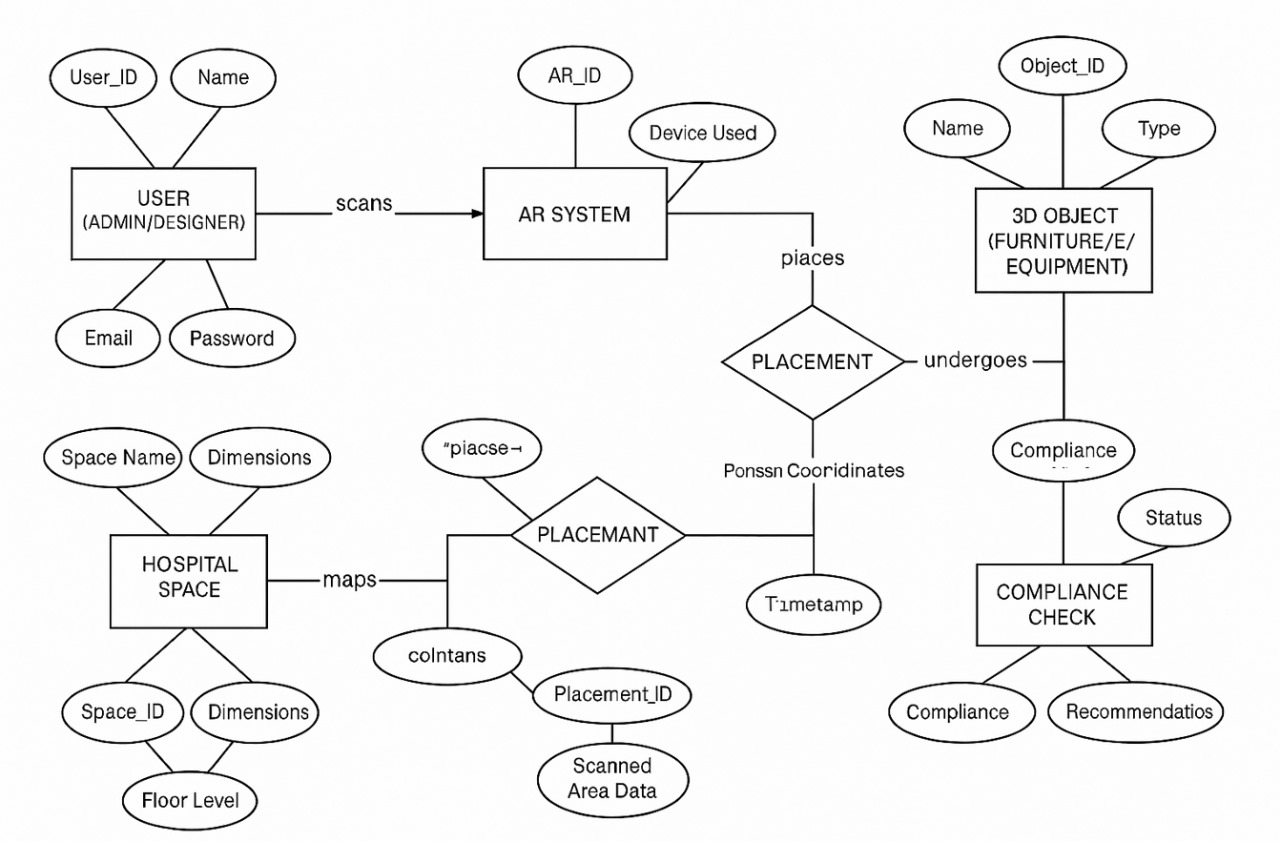 User_ID
Name
AR_ID
Device Used
Object_ID
Name
Type
USER
(ADMIN/DESIGNER)
scans
AR SYSTEM
3D OBJECT
(FURNITURE/E/
EQUIPMENT)
piaces
Email
Password
PLACEMENT
undergoes
Space Name
Dimensions
"piacse
Ponssn Cooridinates
Compliance
Status
HOSPITAL
SPACE
maps
PLACEMANT
Tımetamp
COMPLIANCE
CHECK
colntans
Placement_ID
Space_ID
Dimensions
Compliance
Recommendatios
Floor Level
Scanned
Area Data